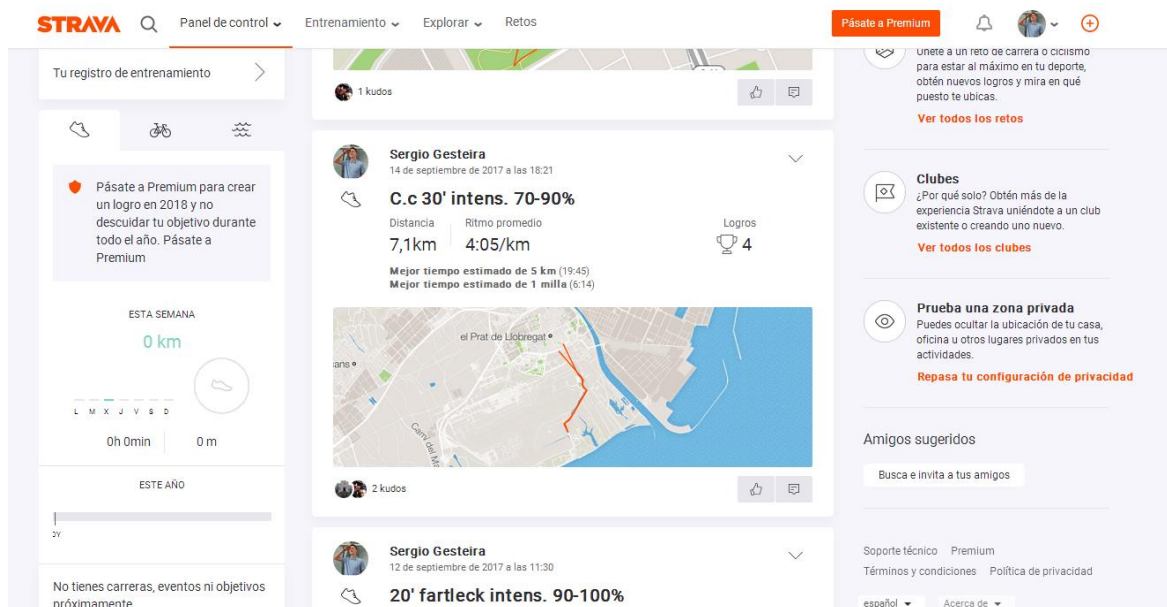 STRAVA
Panel de control
Entrenamiento
Explorar
Retos
Pásate a Premium
Tu registro de entrenamiento
Pásate a Premium para crear
un logro en 2018 y no
descuidar tu objetivo durante
todo el año. Pásate a
Premium
ESTA SEMANA
0 km
L M X J V S D
0h 0min
0 m
ESTE AÑO
No tienes carreras, eventos ni objetivos
próximamente
1 kudos
Sergio Gesteira
14 de septiembre de 2017 a las 18:21
C.c 30' intens. 70-90%
Distancia Ritmo promedio Logros
7,1km 4:05/km 4
Mejor tiempo estimado de 5 km (19:45)
Mejor tiempo estimado de 1 milla (6:14)
el Prat de Llobregat
Camí del
2 kudos
Sergio Gesteira
12 de septiembre de 2017 a las 11:30
20' fartleck intens. 90-100%
Únete a un reto de carrera o ciclismo
para estar al máximo en tu deporte,
obtén nuevos logros y mira en qué
puesto te ubicas.
Ver todos los retos
Clubes
¿Por qué solo? Obtén más de la
experiencia Strava uniéndote a un club
existente o creando uno nuevo.
Ver todos los clubes
Prueba una zona privada
Puedes ocultar la ubicación de tu casa,
oficina u otros lugares privados en tus
actividades.
Repasa tu configuración de privacidad
Amigos sugeridos
Busca e invita a tus amigos
Soporte técnico Premium
Términos y condiciones Política de privacidad
español Acerca de